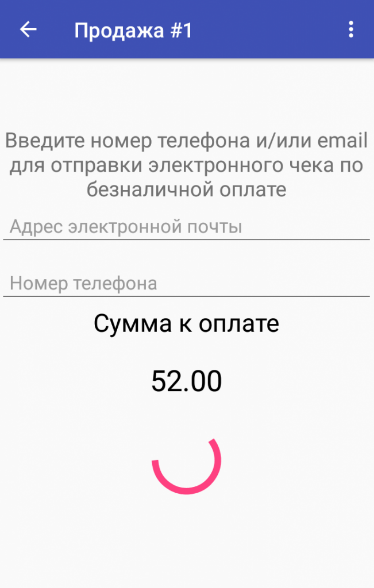 Продажа #1
Введите номер телефона и/или email
для отправки электронного чека по
безналичной оплате
Адрес электронной почты
Номер телефона
Сумма к оплате
52.00